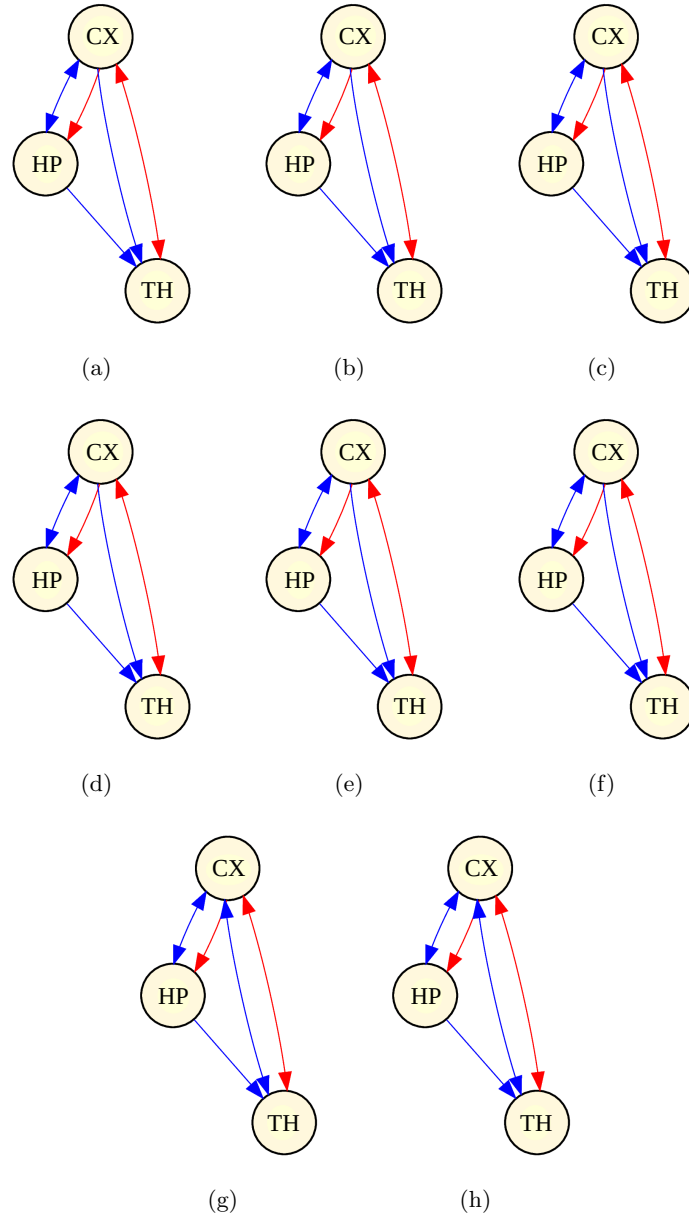 CX CX CX
HP HP HP
TH TH TH
(a) (b) (c)
CX CX CX
HP HP HP
TH TH TH
(d) (e) (f)
CX CX
HP HP
TH TH
(g) (h)